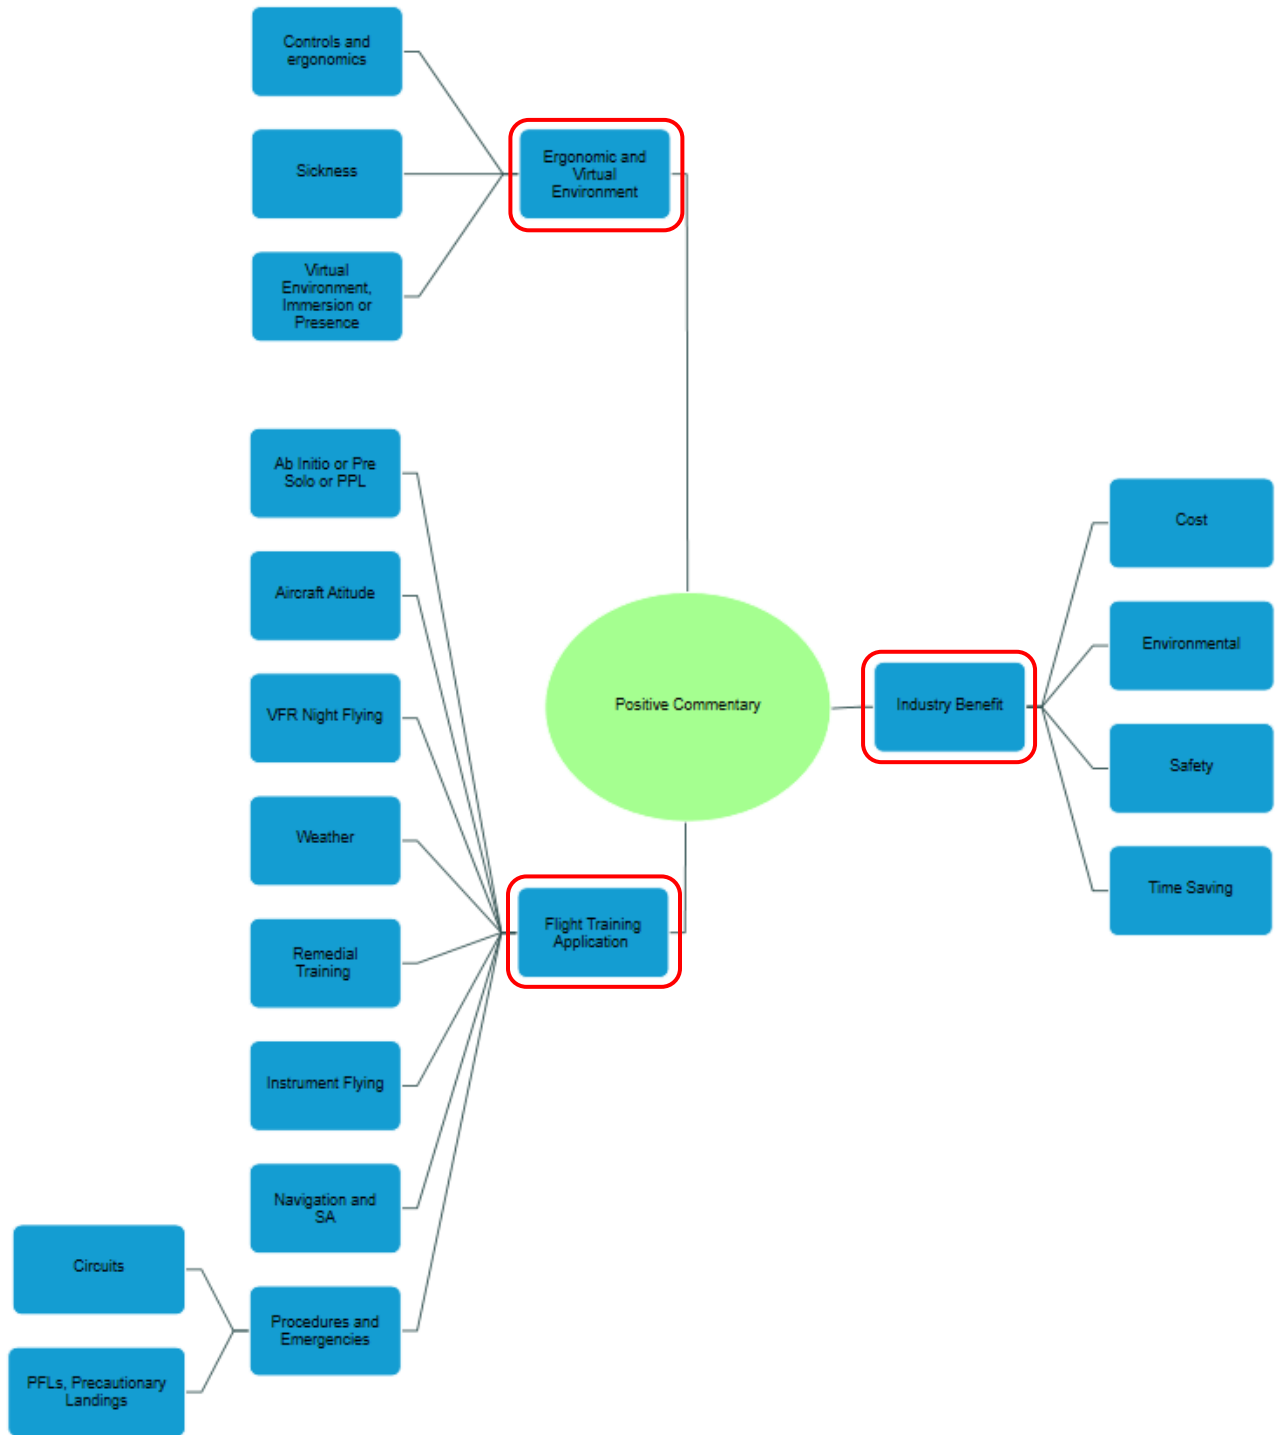 Controls and
ergonomics
Sickness
Virtual
Environment,
Immersion or
Presence
Ergonomic and
Virtual
Environment
Ab Initio or Pre
Solo or PPL
Aircraft Atitude
VFR Night Flying
Weather
Remedial
Training
Instrument Flying
Navigation and
SA
Procedures and
Emergencies
Circuits
PFLs, Precautionary
Landings
Flight Training
Application
Positive Commentary
Industry Benefit
Cost
Environmental
Safety
Time Saving